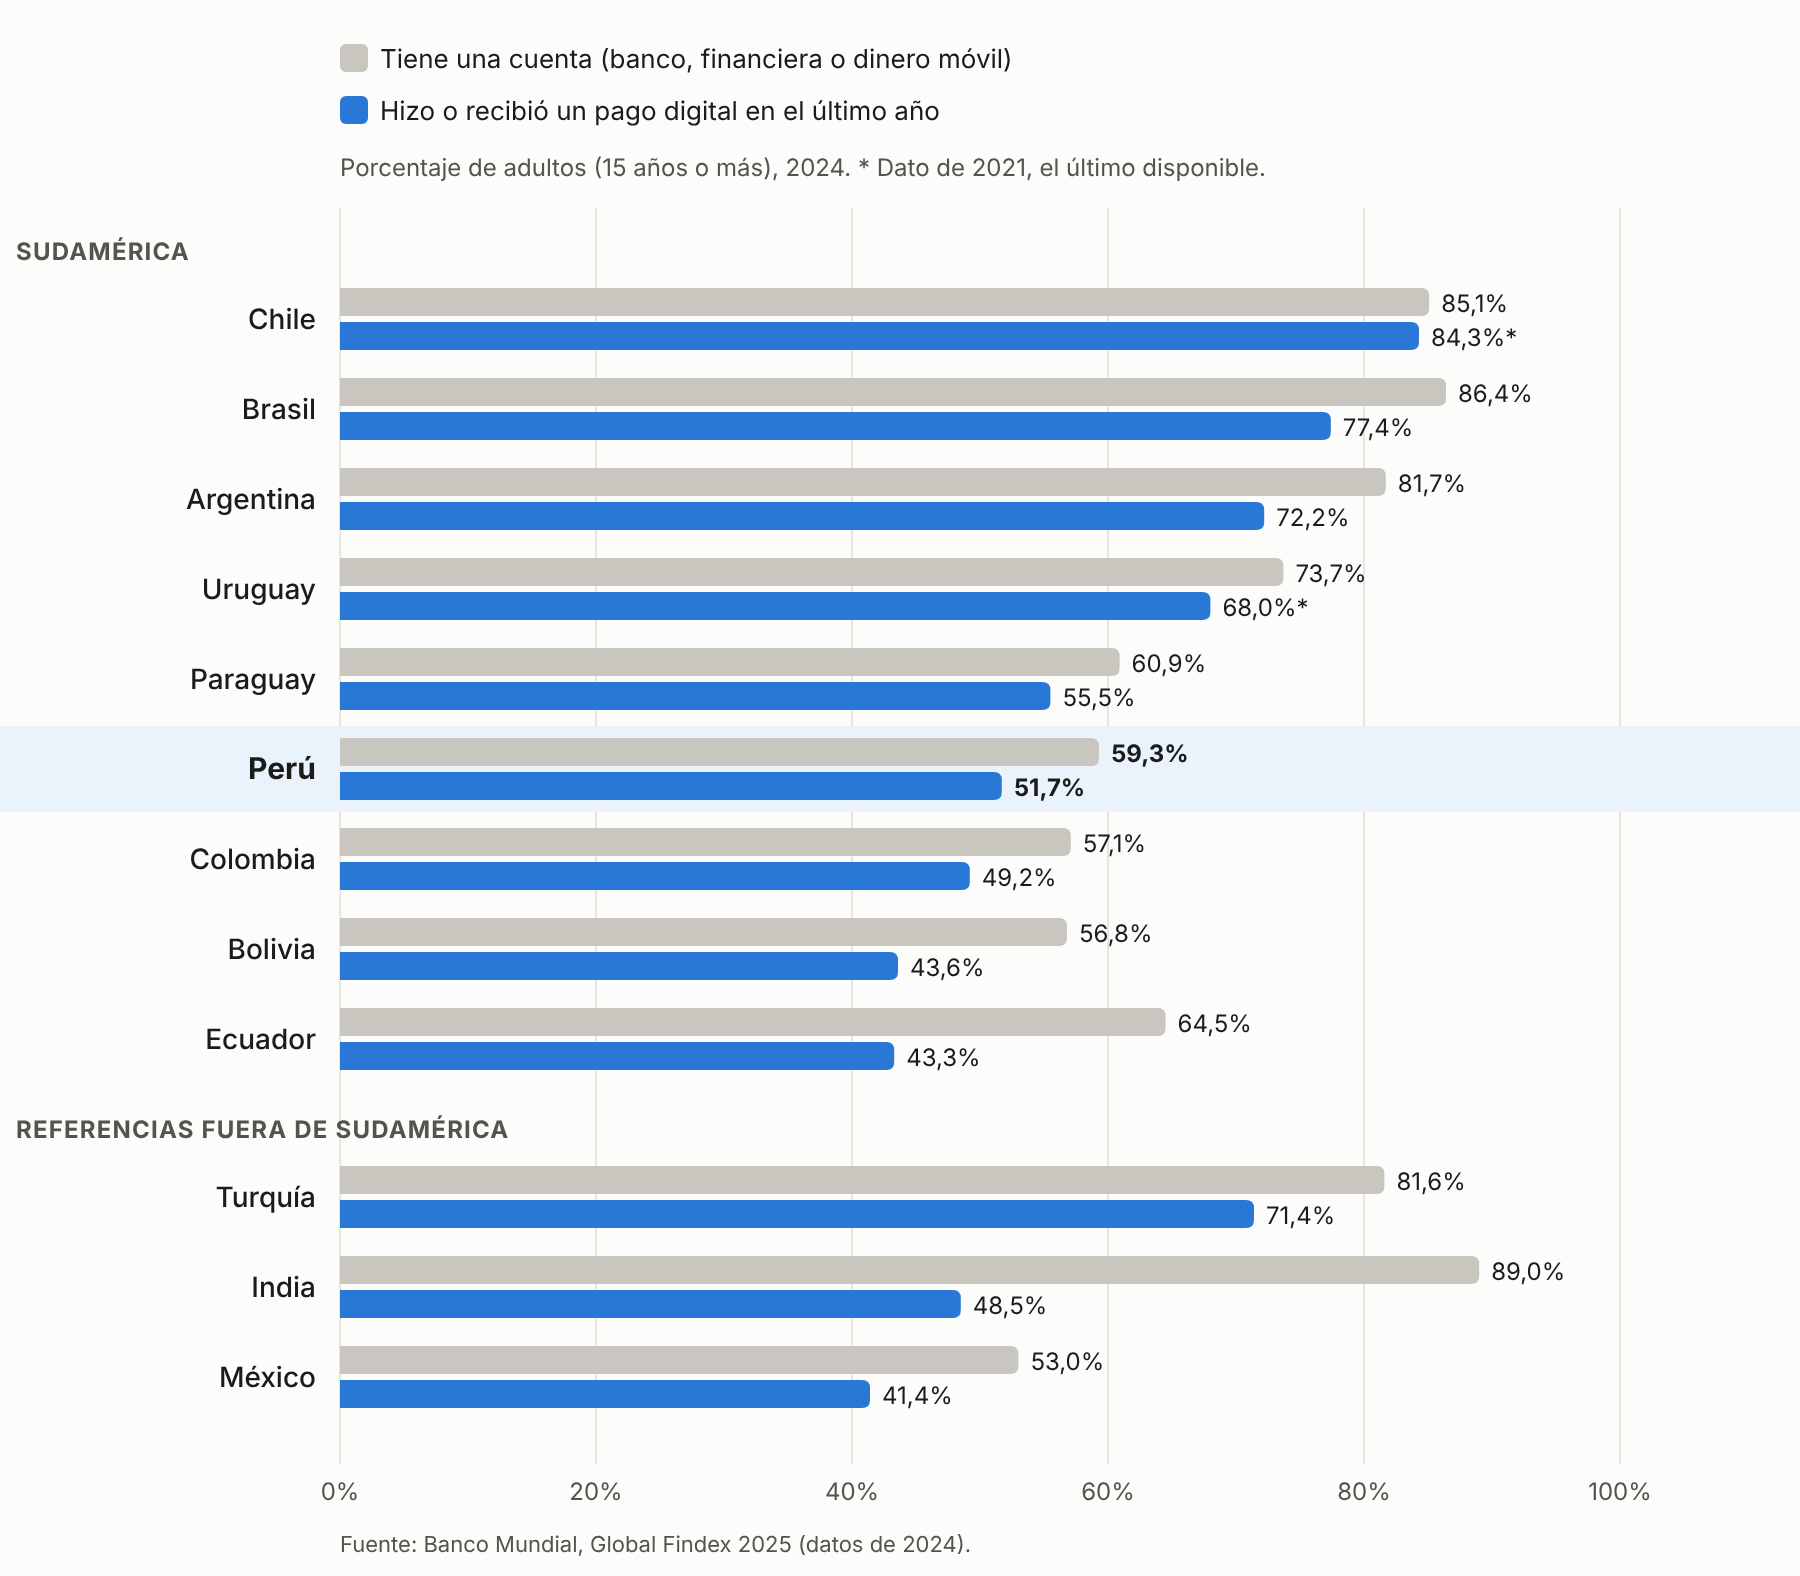 Tiene una cuenta (banco, financiera o dinero móvil)
Hizo o recibió un pago digital en el último año
Porcentaje de adultos (15 años o más), 2024. * Dato de 2021, el último disponible.
SUDAMÉRICA
Chile
85,1%
84,3%*
Brasil
86,4%
77,4%
Argentina
81,7%
72,2%
Uruguay
73,7%
68,0%*
Paraguay
60,9%
55,5%
Perú
59,3%
51,7%
Colombia
57,1%
49,2%
Bolivia
56,8%
43,6%
Ecuador
64,5%
43,3%
REFERENCIAS FUERA DE SUDAMÉRICA
Turquía
81,6%
71,4%
India
89,0%
48,5%
México
53,0%
41,4%
0% 20% 40% 60% 80% 100%
Fuente: Banco Mundial, Global Findex 2025 (datos de 2024).